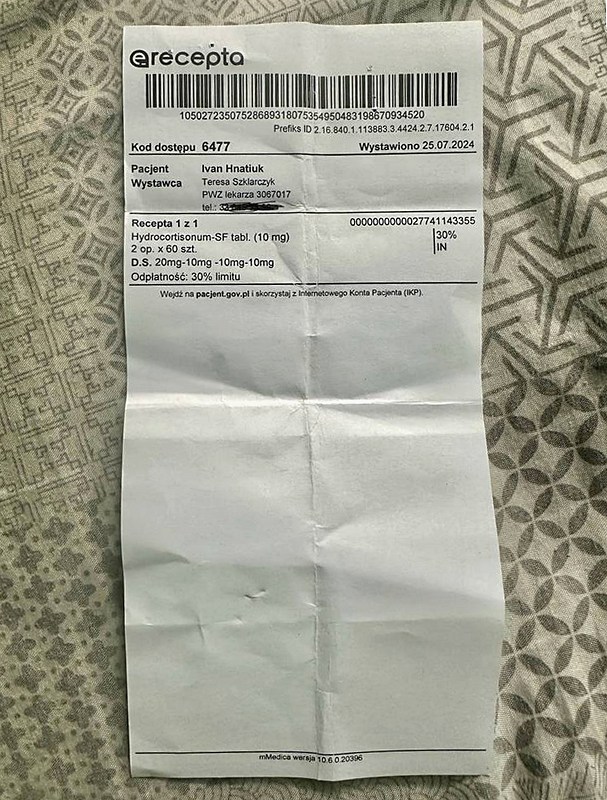 erecepta
10502723507528689318075354950483198670934520
Prefiks ID 2.16.840.1.113883.3.4424.2.7.17604.2.1
Kod dostępu 6477 Wystawiono 25.07.2024
Pacjent Ivan Hnatiuk
Wystawca Teresa Szklarczyk
PWZ lekarza 3067017
tel.:
Recepta 1 z 1 0000000000027741143355
Hydrocortisonum-SF tabl. (10 mg) 30%
2 op. x 60 szt. IN
D.S. 20mg-10mg -10mg-10mg
Odpłatność: 30% limitu
Wejdź na pacjent.gov.pl i skorzystaj z Internetowego Konta Pacjenta (IKP).
mMedica wersja 10.6.0.20396